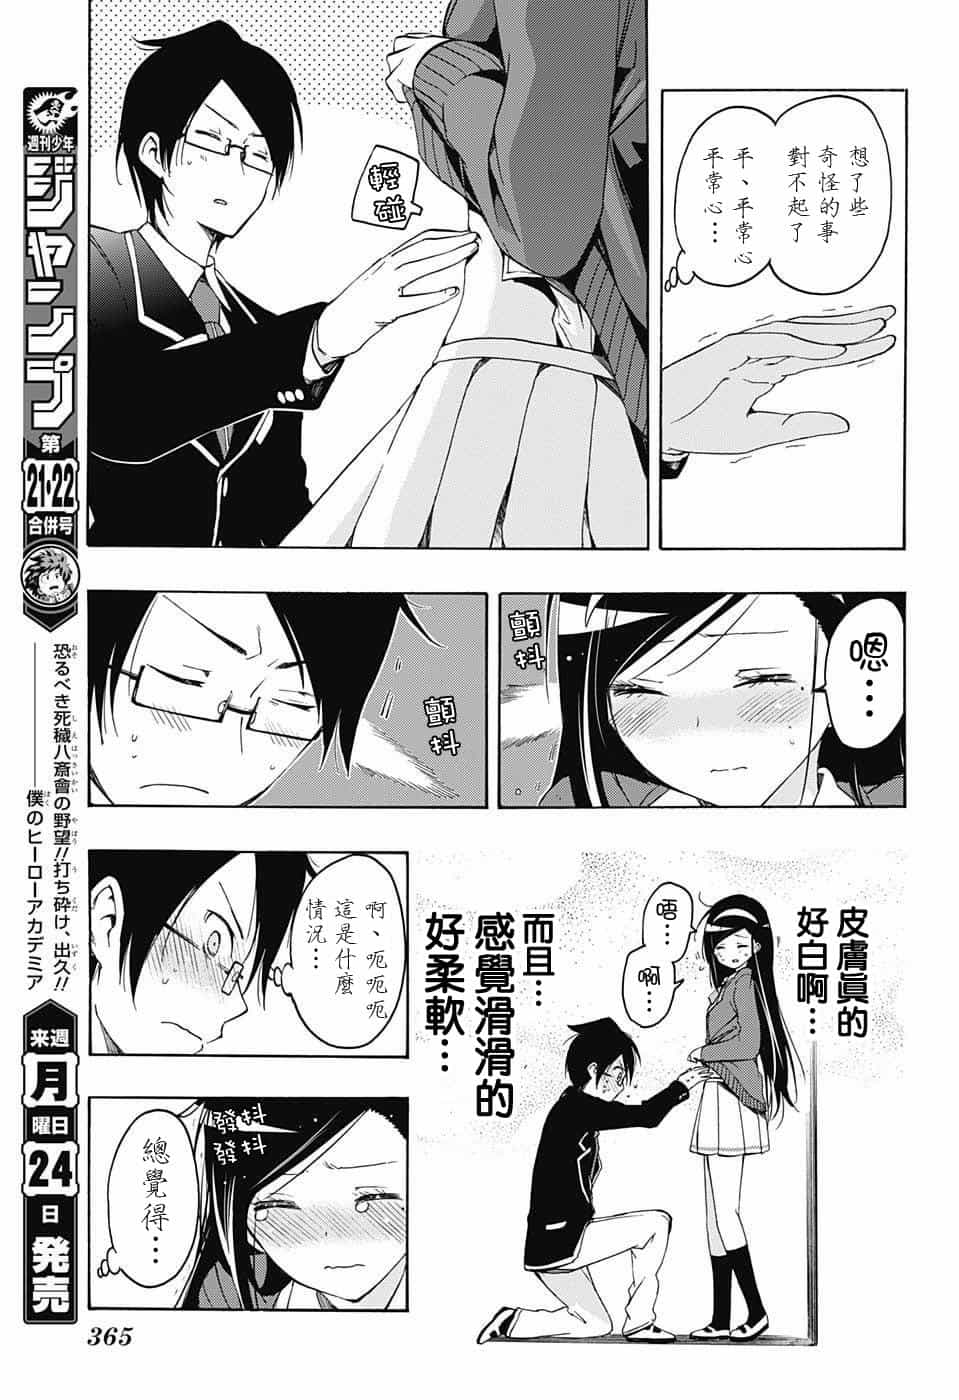 想了些
奇怪的事
對不起了
平、平常心
平常心…
輕碰
嗯…
顫抖
顫抖
皮膚真的
好白啊…
唔…
啊…
而且…
感覺滑滑的
好柔軟…
啊、呃呃呃
這是什麼
情況…
發抖
發抖
總覺得…
週刊少年
ジャンプ
第
21・22
合併号
恐るべき死穢八斎會の野望!!打ち砕け、出久!!
――僕のヒーローアカデミア
来週
月
曜日
24
日
発売
365